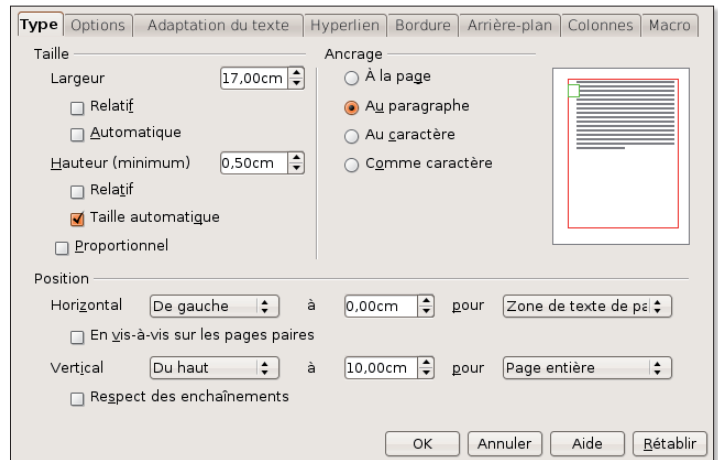 Type Options Adaptation du texte Hyperlien Bordure Arrière-plan Colonnes Macro
Taille
Largeur 17,00cm
Relatif
Automatique
Hauteur (minimum) 0,50cm
Relatif
Taille automatique
Proportionnel
Ancrage
À la page
Au paragraphe
Au caractère
Comme caractère
Position
Horizontal De gauche à 0,00cm pour Zone de texte de pa
En vis-à-vis sur les pages paires
Vertical Du haut à 10,00cm pour Page entière
Respect des enchaînements
OK Annuler Aide Rétablir